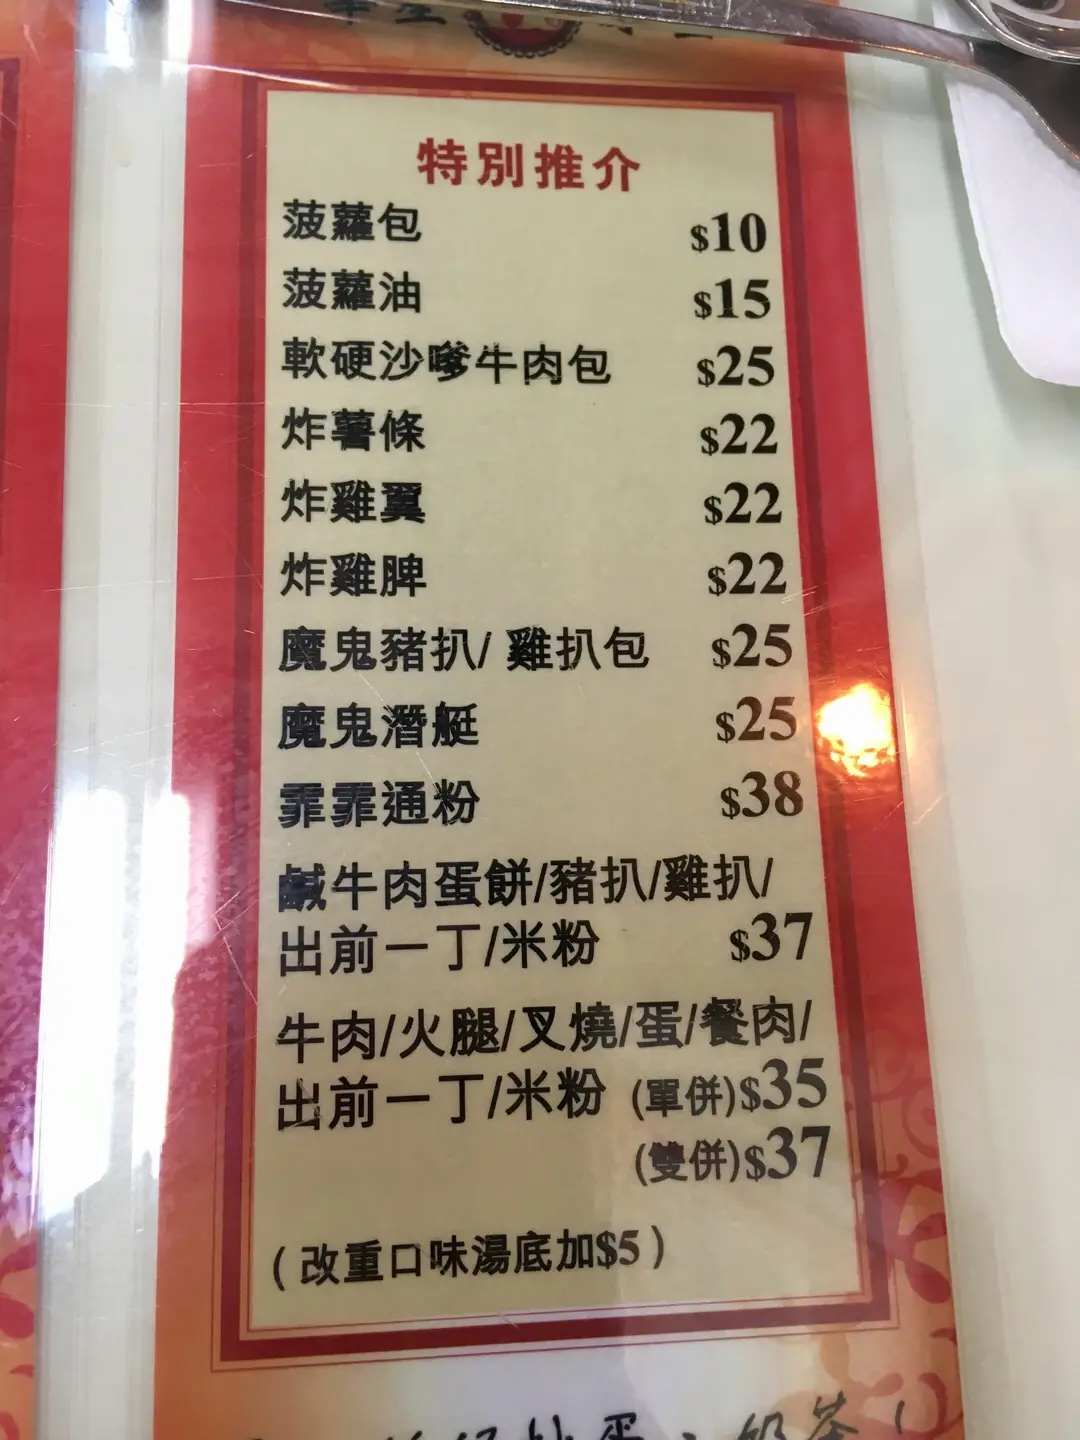 特別推介
菠蘿包 $10
菠蘿油 $15
軟硬沙嗲牛肉包 $25
炸薯條 $22
炸雞翼 $22
炸雞脾 $22
魔鬼豬扒/ 雞扒包 $25
魔鬼潛艇 $25
霏霏通粉 $38
鹹牛肉蛋餅/豬扒/雞扒/
出前一丁/米粉 $37
牛肉/火腿/叉燒/蛋/餐肉/
出前一丁/米粉 (單併)$35
(雙併)$37
(改重口味湯底加$5)